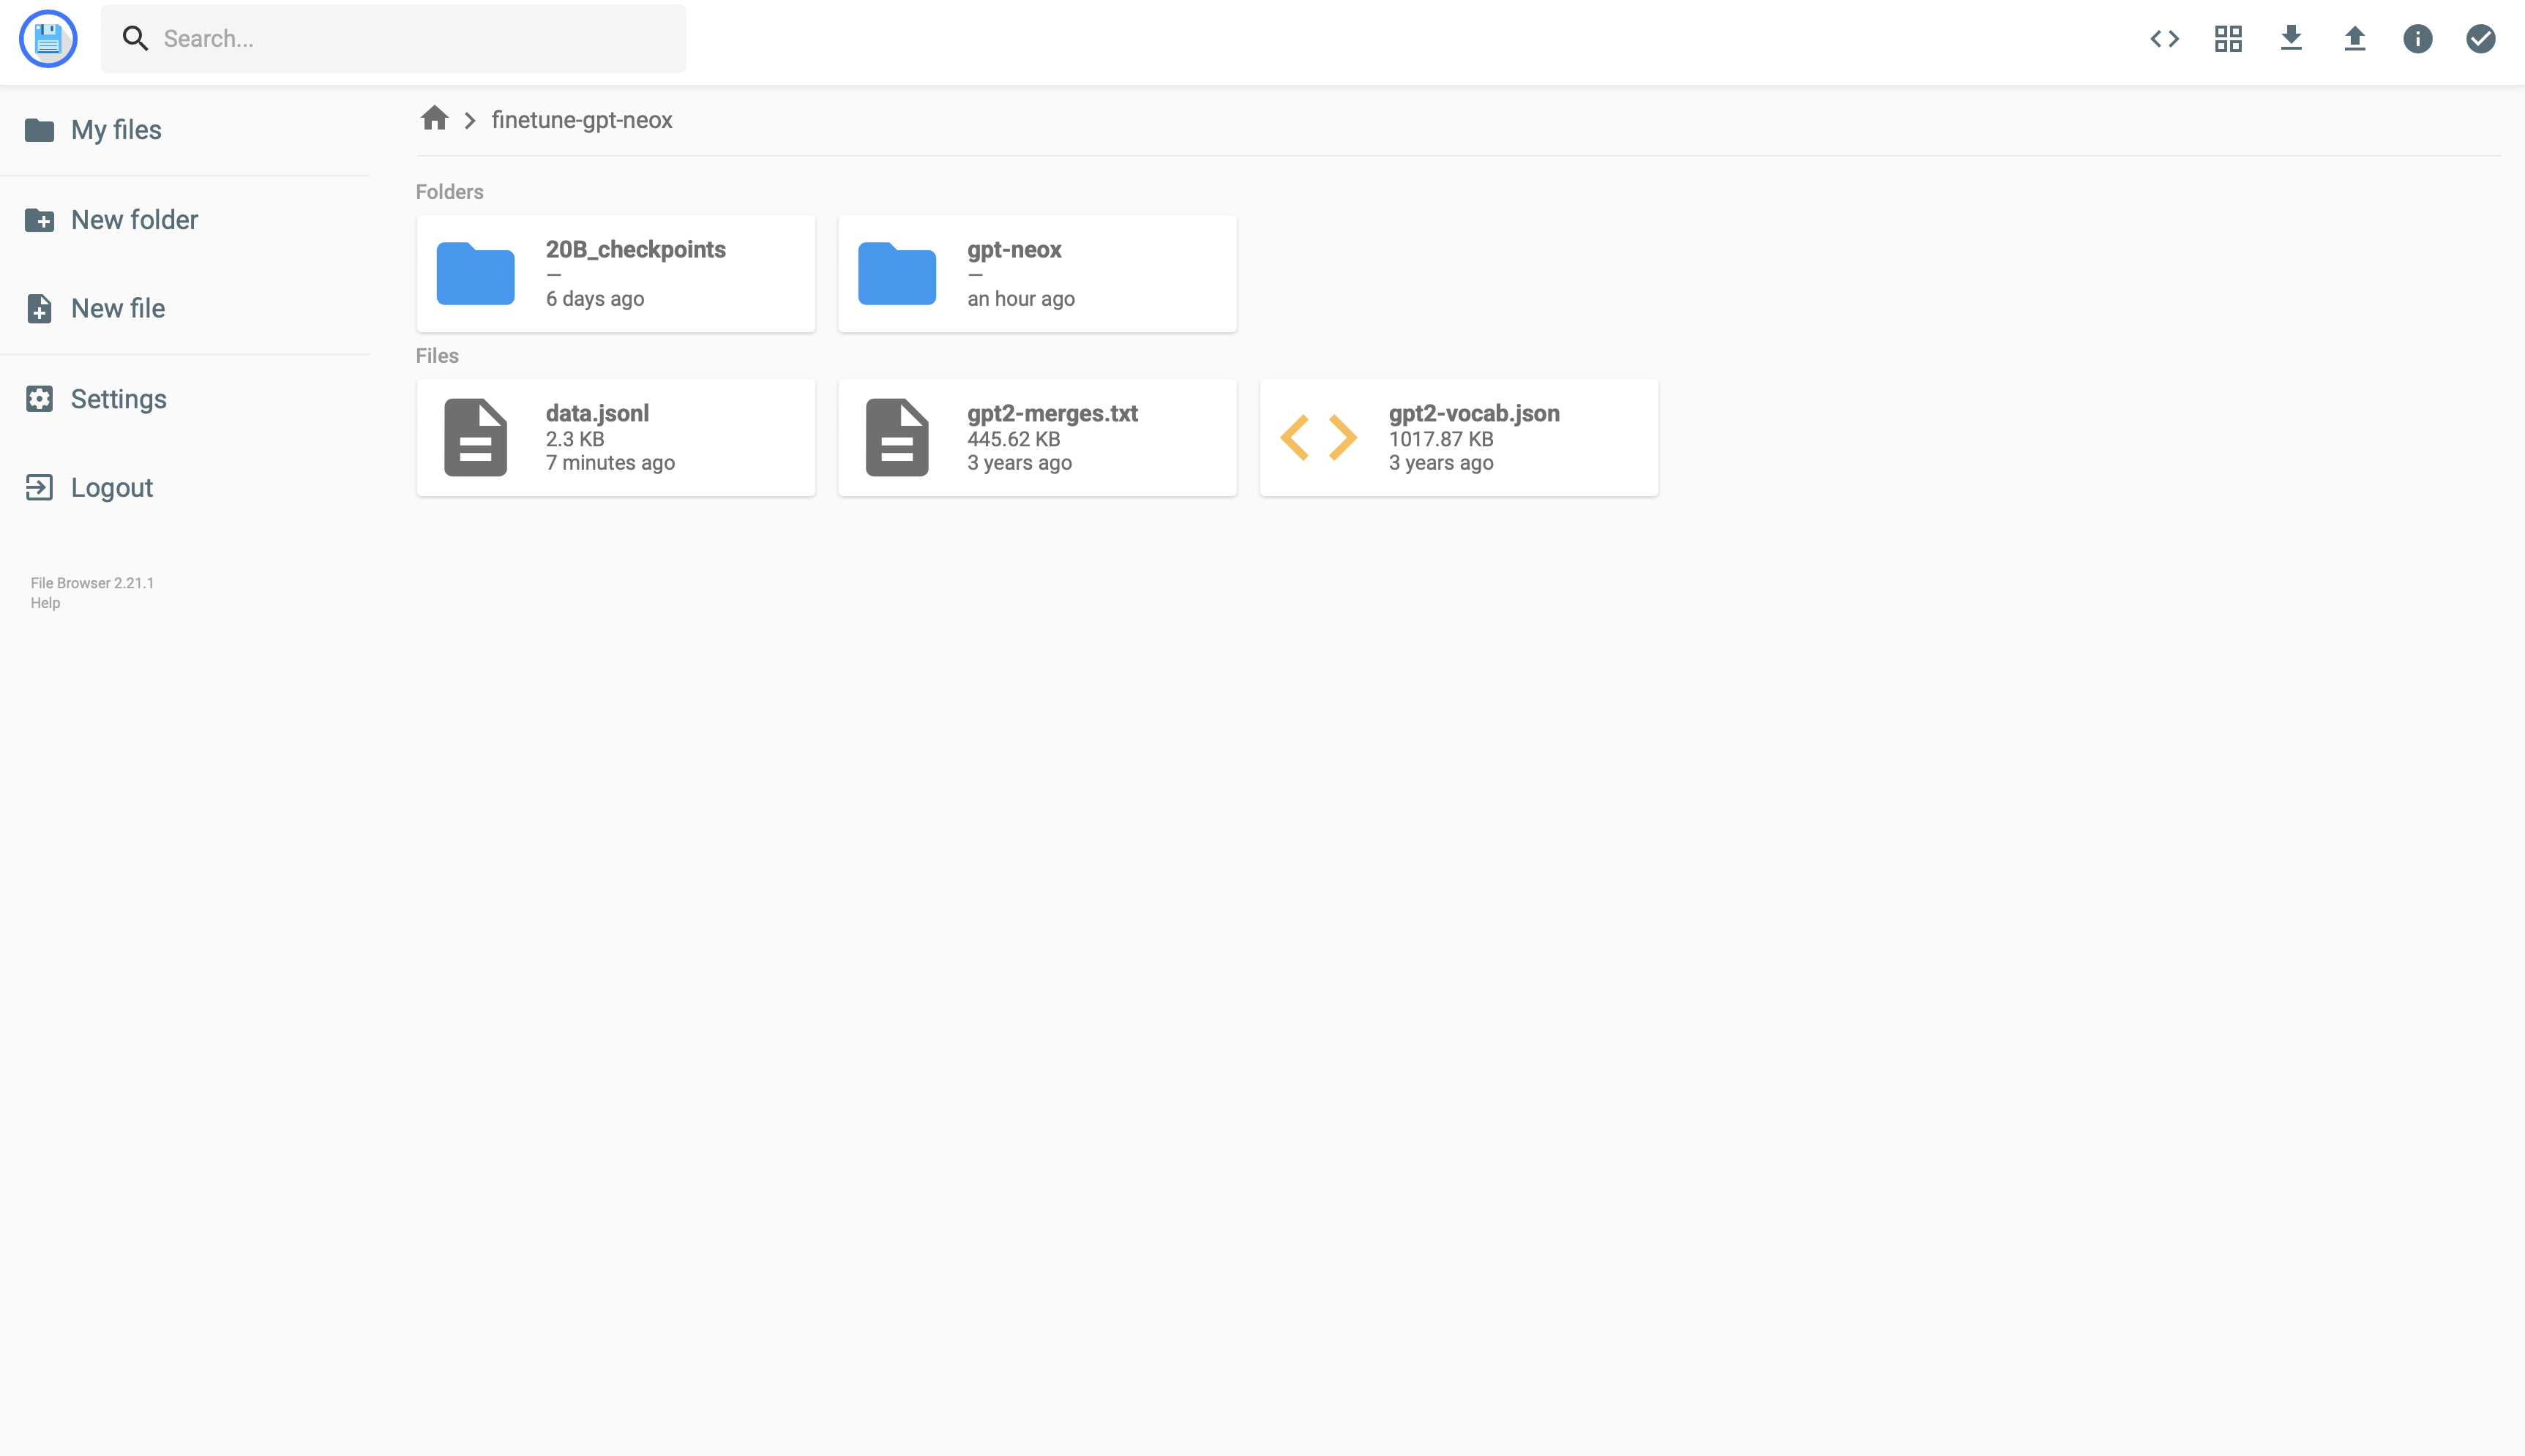 Search...
My files
New folder
New file
Settings
Logout
File Browser 2.21.1
Help
finetune-gpt-neox
Folders
20B_checkpoints
—
6 days ago
gpt-neox
—
an hour ago
Files
data.jsonl
2.3 KB
7 minutes ago
gpt2-merges.txt
445.62 KB
3 years ago
gpt2-vocab.json
1017.87 KB
3 years ago